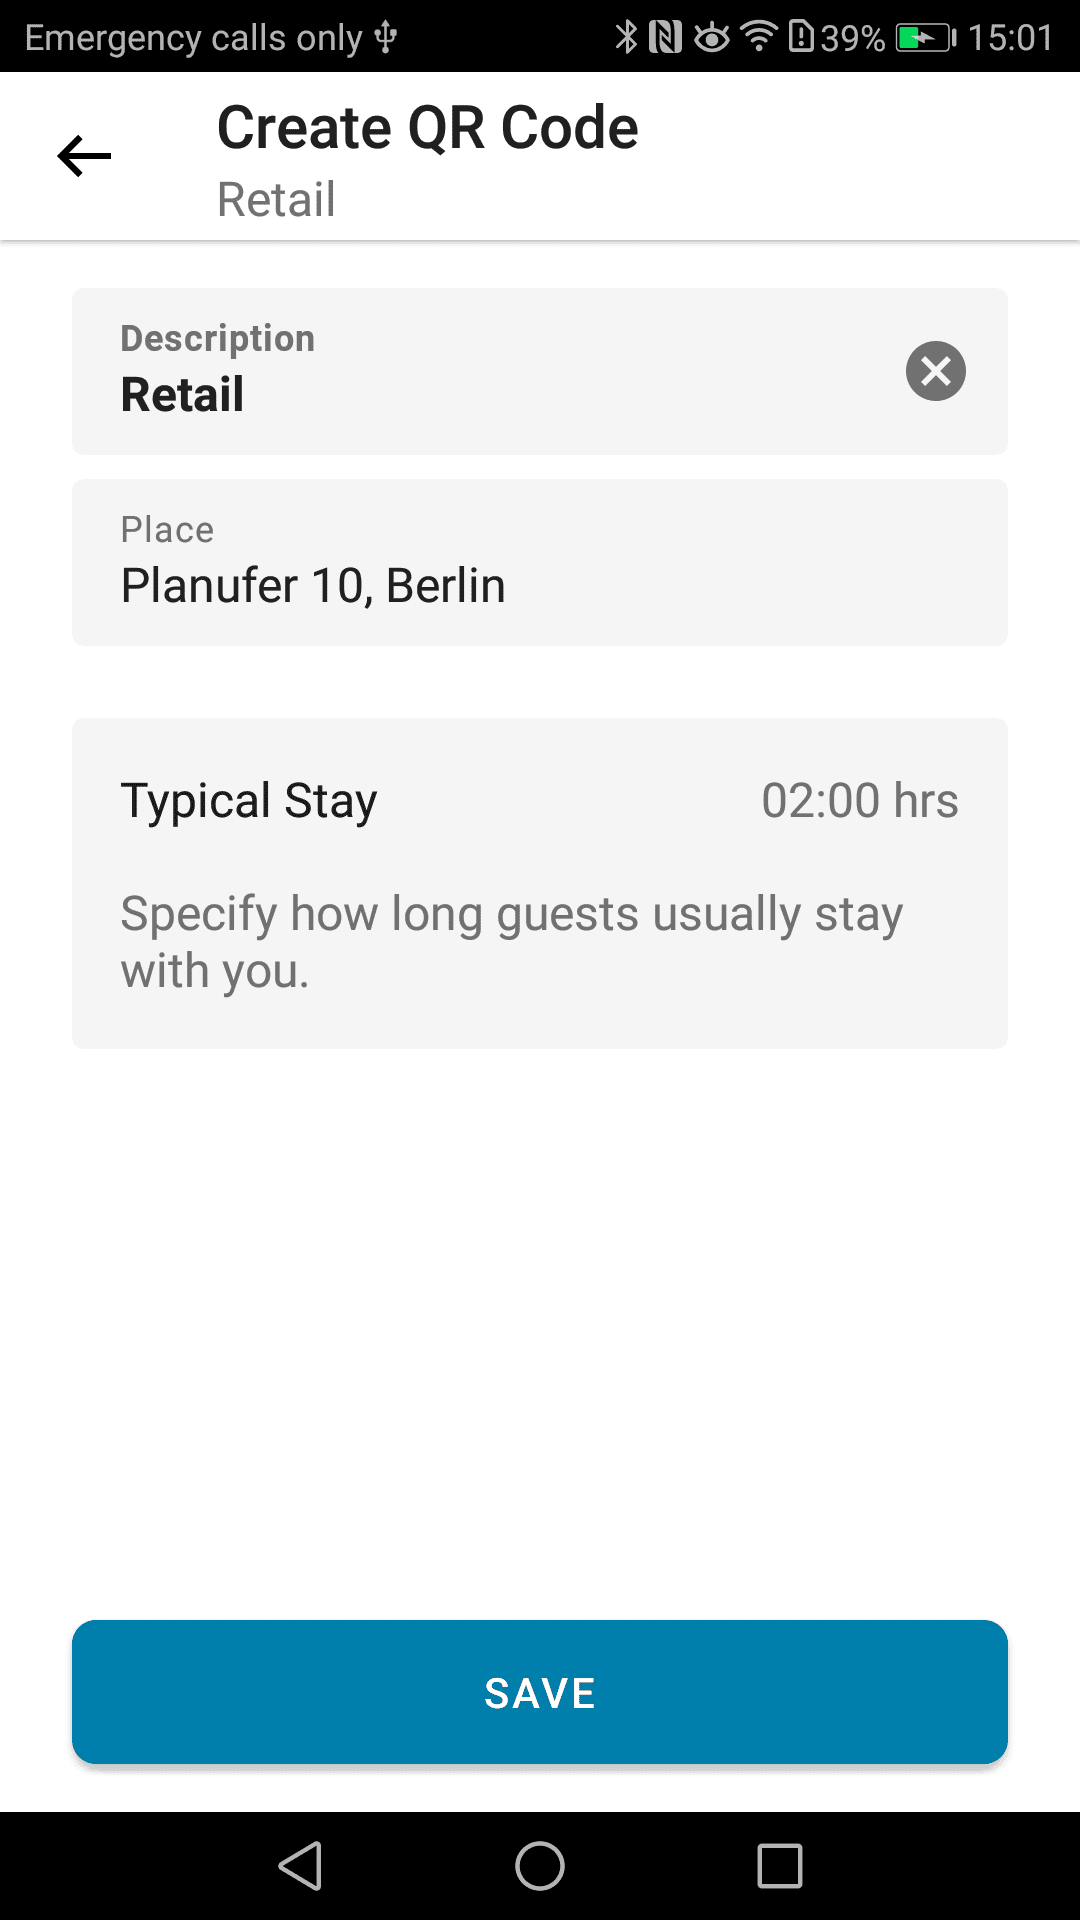 Emergency calls only 39% 15:01
Create QR Code
Retail
Description
Retail
Place
Planufer 10, Berlin
Typical Stay 02:00 hrs
Specify how long guests usually stay
with you.
SAVE